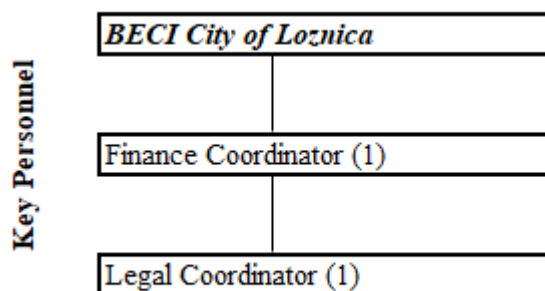 Key Personnel
BECI City of Loznica
Finance Coordinator (1)
Legal Coordinator (1)